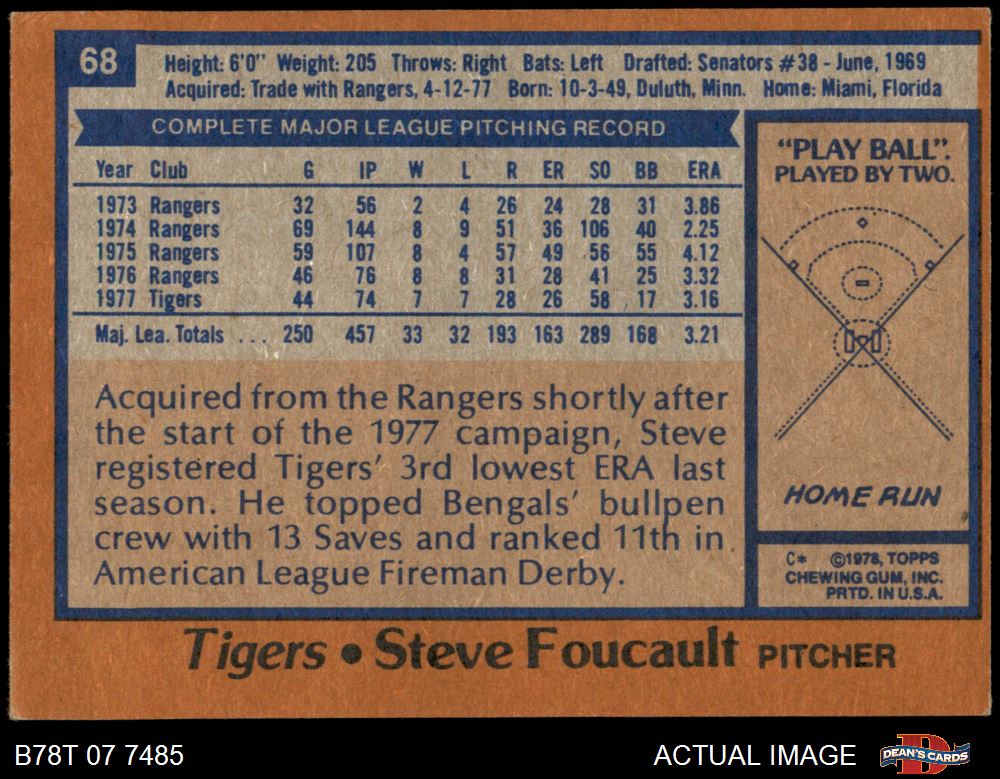 68
Height: 6'0" Weight: 205 Throws: Right Bats: Left Drafted: Senators #38 - June, 1969
Acquired: Trade with Rangers, 4-12-77 Born: 10-3-49, Duluth, Minn. Home: Miami, Florida
COMPLETE MAJOR LEAGUE PITCHING RECORD
Year Club G IP W L R ER SO BB ERA
1973 Rangers 32 56 2 4 26 24 28 31 3.86
1974 Rangers 69 144 8 9 51 36 106 40 2.25
1975 Rangers 59 107 8 4 57 49 56 55 4.12
1976 Rangers 46 76 8 8 31 28 41 25 3.32
1977 Tigers 44 74 7 7 28 26 58 17 3.16
Maj. Lea. Totals ... 250 457 33 32 193 163 289 168 3.21
Acquired from the Rangers shortly after
the start of the 1977 campaign, Steve
registered Tigers' 3rd lowest ERA last
season. He topped Bengals' bullpen
crew with 13 Saves and ranked 11th in
American League Fireman Derby.
"PLAY BALL".
PLAYED BY TWO.
HOME RUN
C* ©1978, TOPPS
CHEWING GUM, INC.
PRTD. IN U.S.A.
Tigers • Steve Foucault PITCHER
B78T 07 7485 ACTUAL IMAGE DEAN'S CARDS